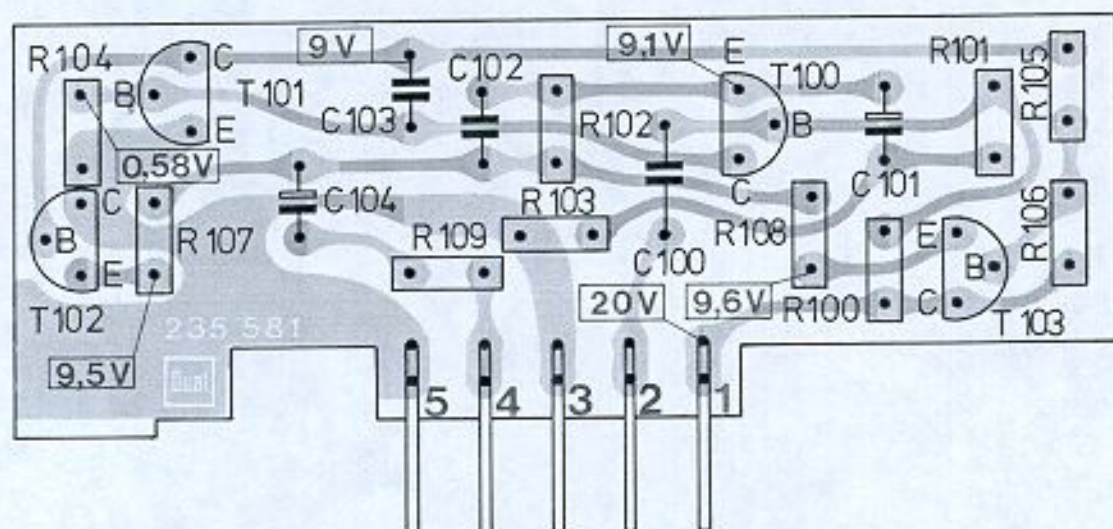 R104
C
9V
C102
9,1V
E
T100
R101
R105
B
T101
C103
R102
B
E
0,58V
C101
C
C104
R103
C
R106
B
R107
R109
R108
E
B
E
C100
T102
20V
9,6V
R100
C
T103
235 581
9,5V
Dual
5
4
3
2
1